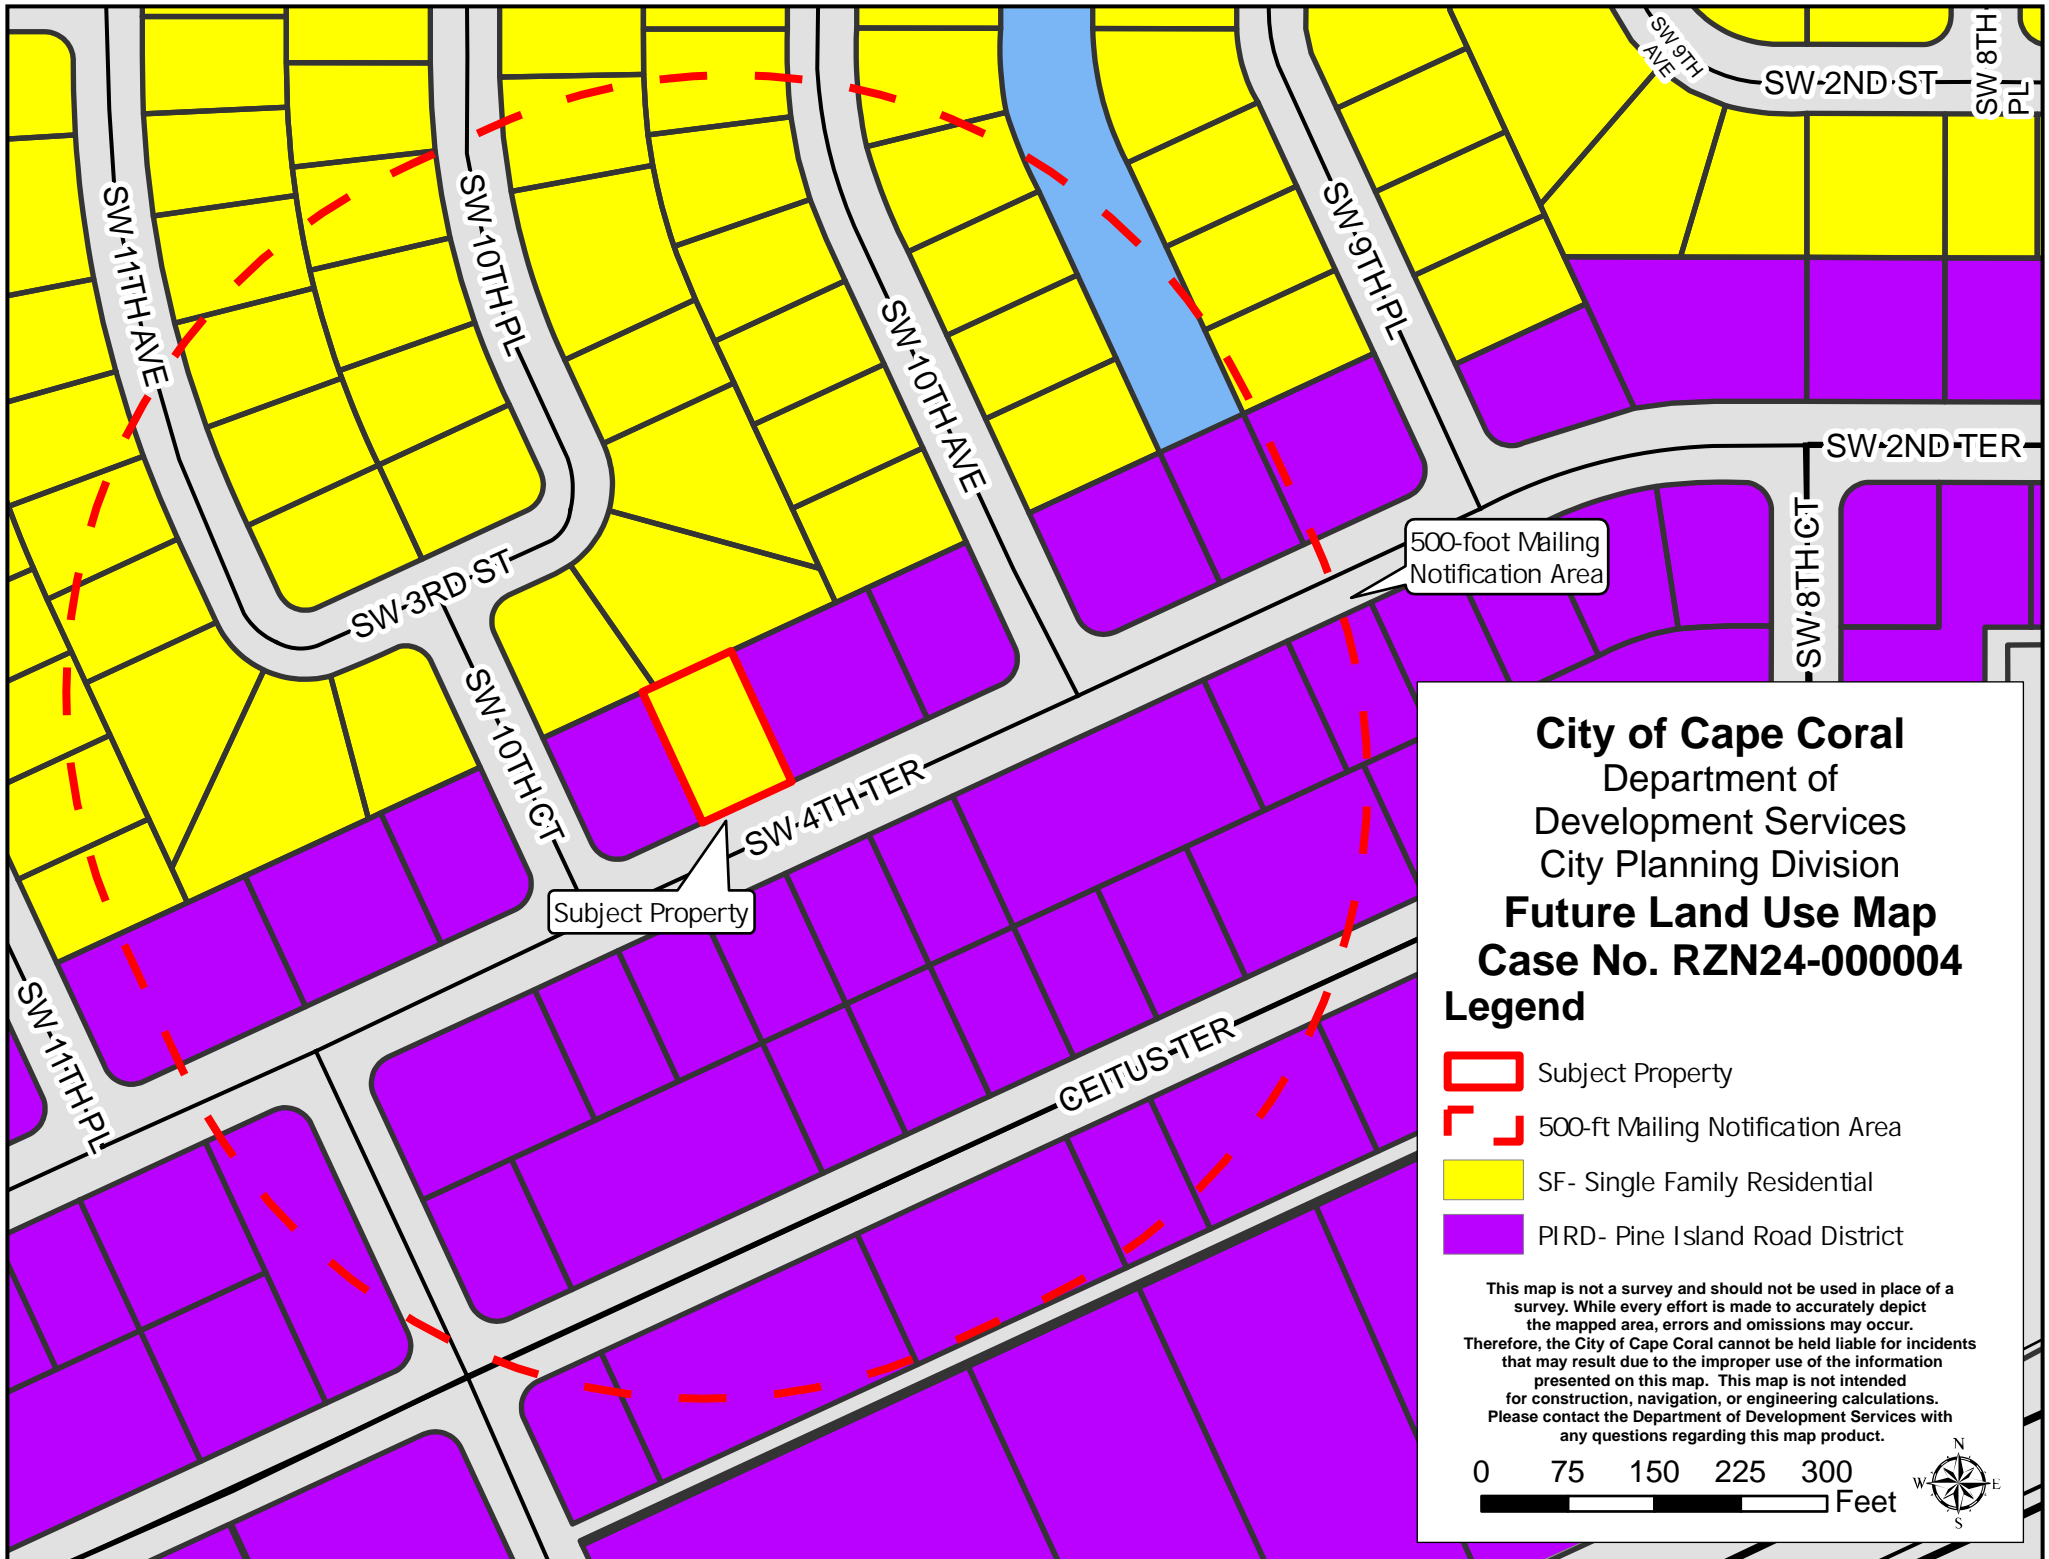 SW 9TH
AVE
SW 2ND ST
SW 8TH
PL
SW 11TH AVE
SW 10TH PL
SW 10TH AVE
SW 9TH PL
SW 2ND TER
SW 8TH CT
500-foot Mailing
Notification Area
SW 3RD ST
SW 10TH CT
SW 4TH TER
Subject Property
SW 11TH PL
CEITUS TER
City of Cape Coral
Department of
Development Services
City Planning Division
Future Land Use Map
Case No. RZN24-000004
Legend
Subject Property
500-ft Mailing Notification Area
SF- Single Family Residential
PIRD- Pine Island Road District
This map is not a survey and should not be used in place of a
survey. While every effort is made to accurately depict
the mapped area, errors and omissions may occur.
Therefore, the City of Cape Coral cannot be held liable for incidents
that may result due to the improper use of the information
presented on this map. This map is not intended
for construction, navigation, or engineering calculations.
Please contact the Department of Development Services with
any questions regarding this map product.
0 75 150 225 300
Feet
N
W E
S